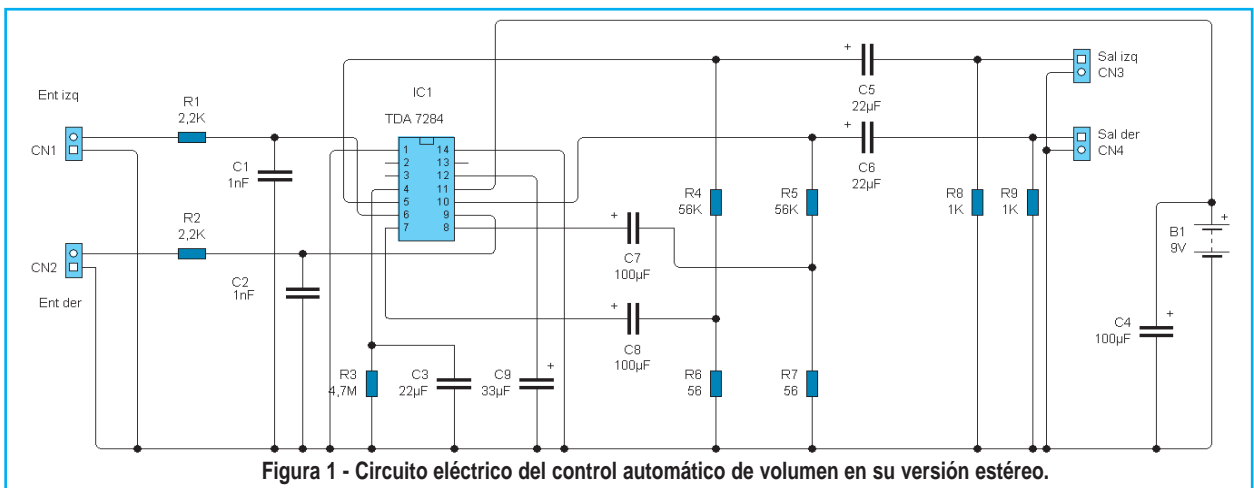 Ent izq
CN1
R1
2,2K
C1
1nF
R2
2,2K
CN2
Ent der
C2
1nF
IC1
TDA 7284
1 14
2 13
3 12
4 11
5 10
6 9
7 8
R3
4,7M
C3
22µF
C9
33µF
+
+
C7
100µF
+
C8
100µF
R4
56K
R5
56K
R6
56
R7
56
+
C5
22µF
+
C6
22µF
R8
1K
R9
1K
Sal izq
CN3
Sal der
CN4
B1
9V
+
C4
100µF
+
Figura 1 - Circuito eléctrico del control automático de volumen en su versión estéreo.